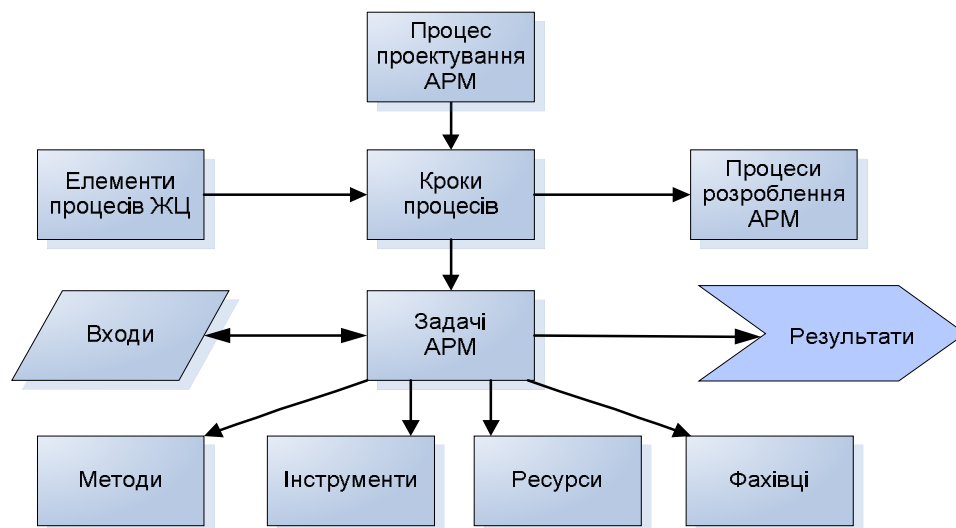 Процес
проектування
АРМ
Елементи
процесів ЖЦ
Кроки
процесів
Процеси
розроблення
АРМ
Входи
Задачі
АРМ
Результати
Методи
Інструменти
Ресурси
Фахівці